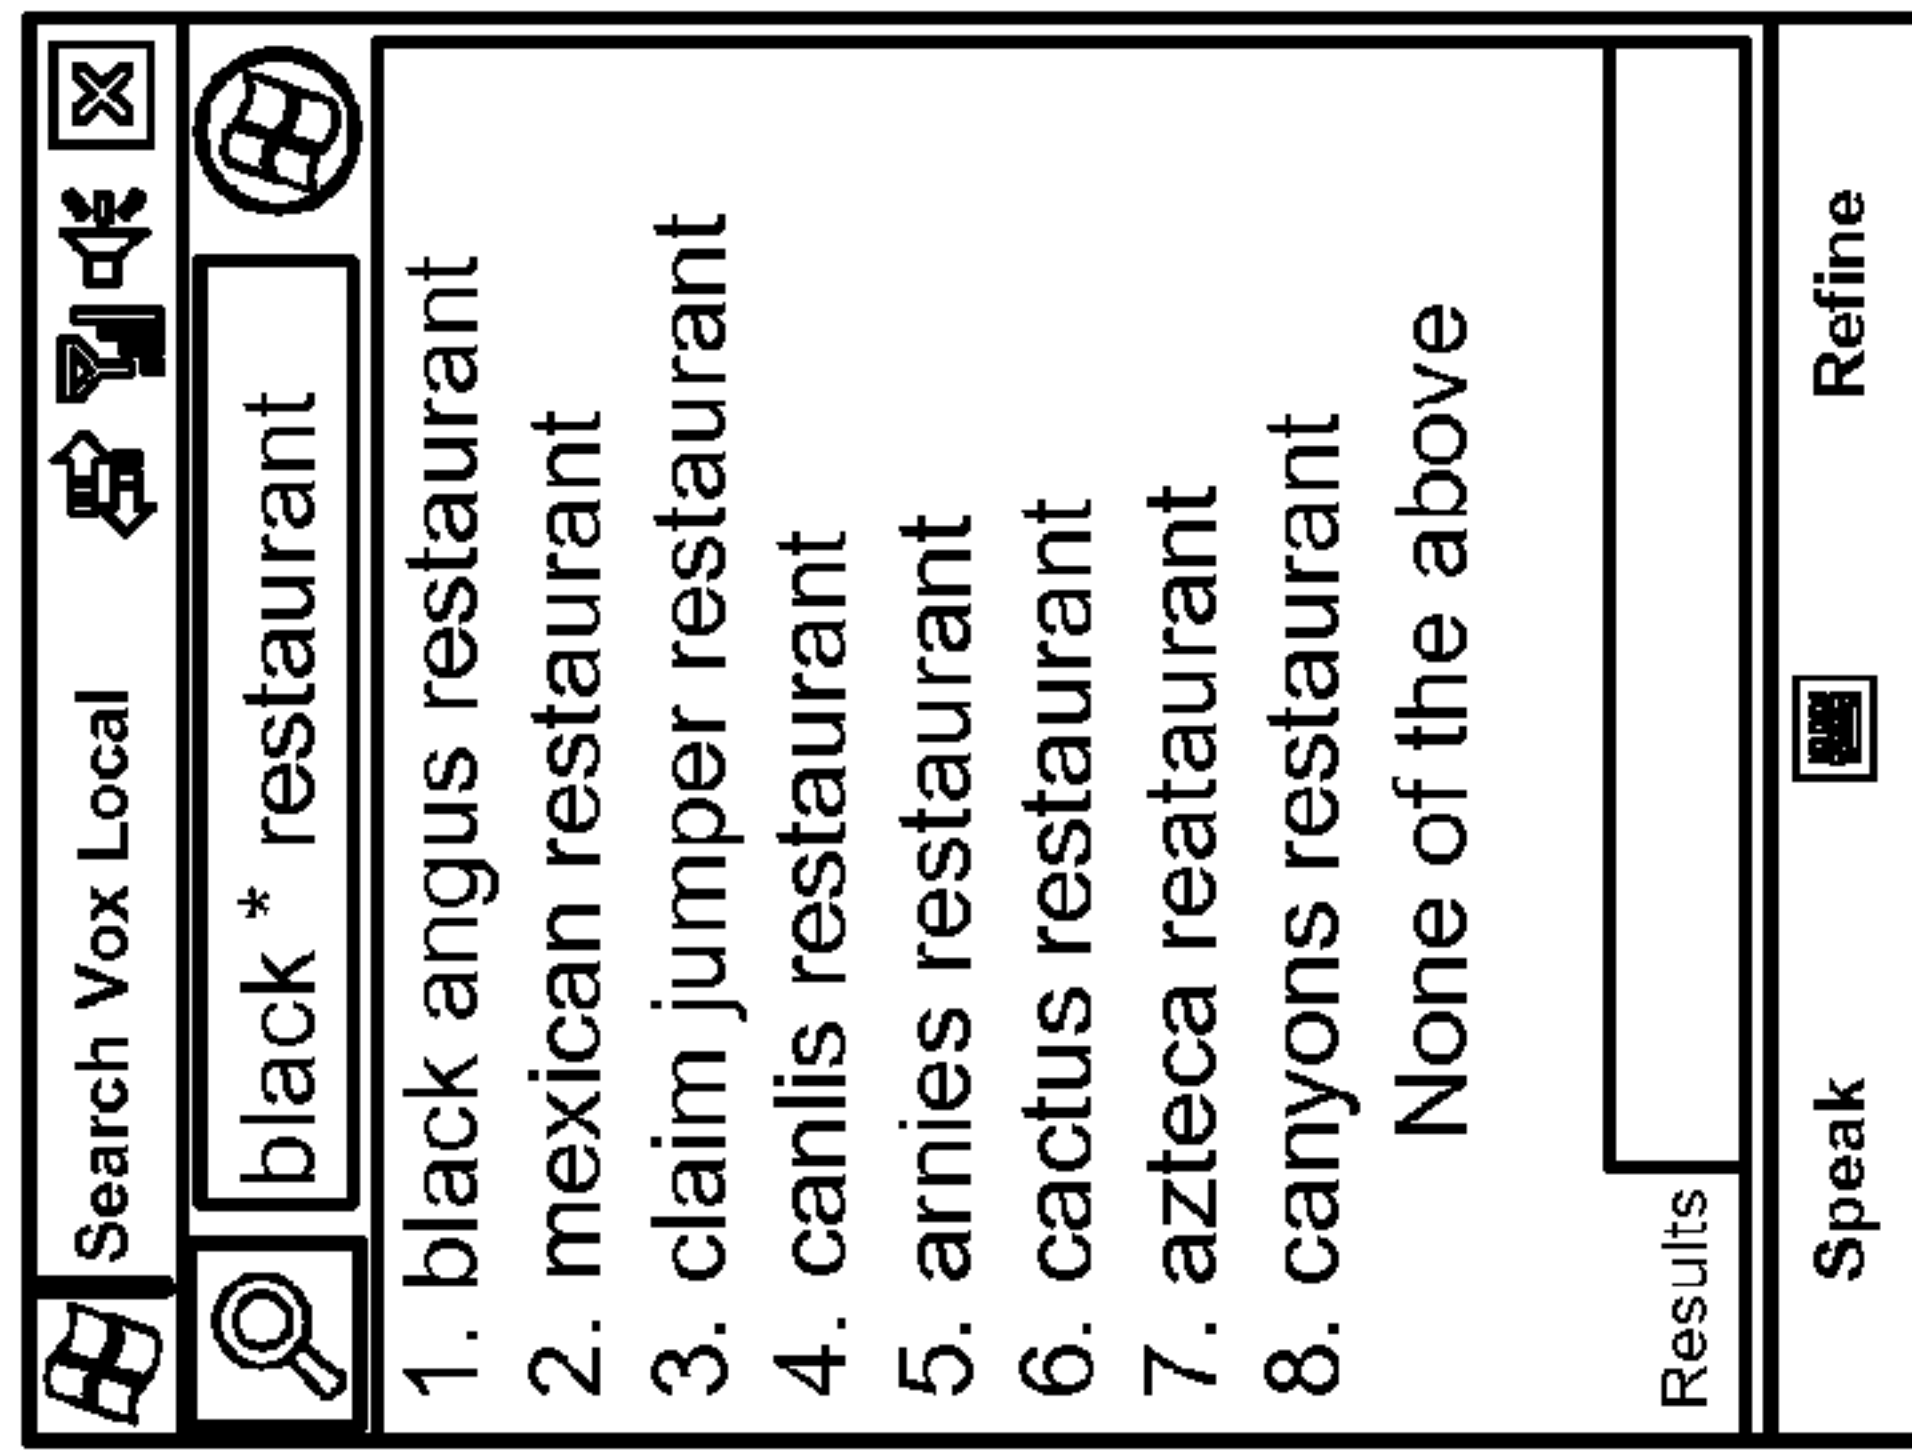 Search Vox Local
black * restaurant
1. black angus restaurant
2. mexican restaurant
3. claim jumper restaurant
4. canlis restaurant
5. arnies restaurant
6. cactus restaurant
7. azteca reataurant
8. canyons restaurant
None of the above
Results
Speak Refine